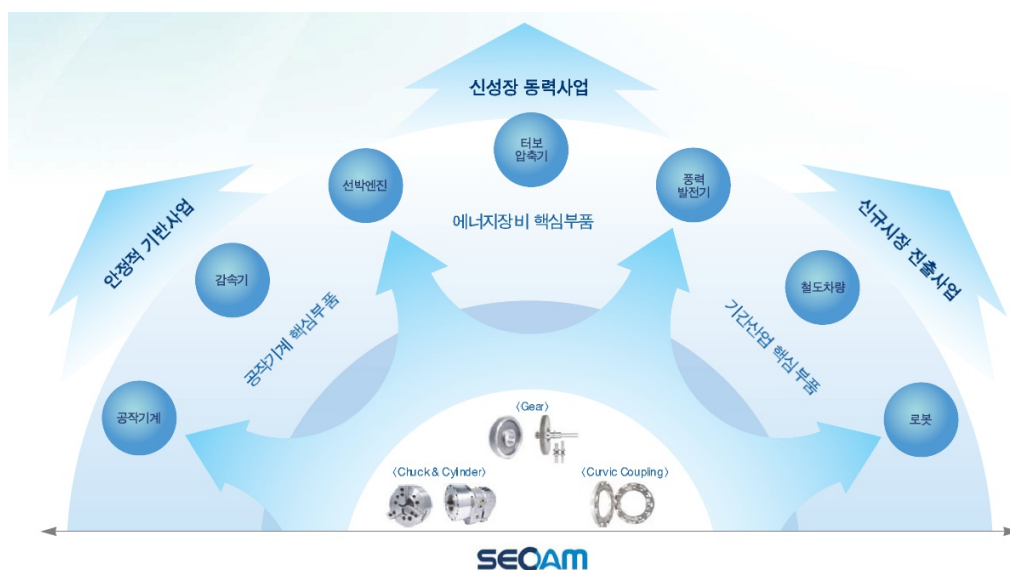 신성장 동력사업
터보
압축기
선박엔진
풍력
발전기
에너지장비 핵심부품
안정적 기반사업
신규시장 진출사업
감속기
철도차량
공작기계 핵심부품
기간산업 핵심부품
공작기계
로봇
〈Gear〉
〈Chuck & Cylinder〉
〈Curvic Coupling〉
SEOAM